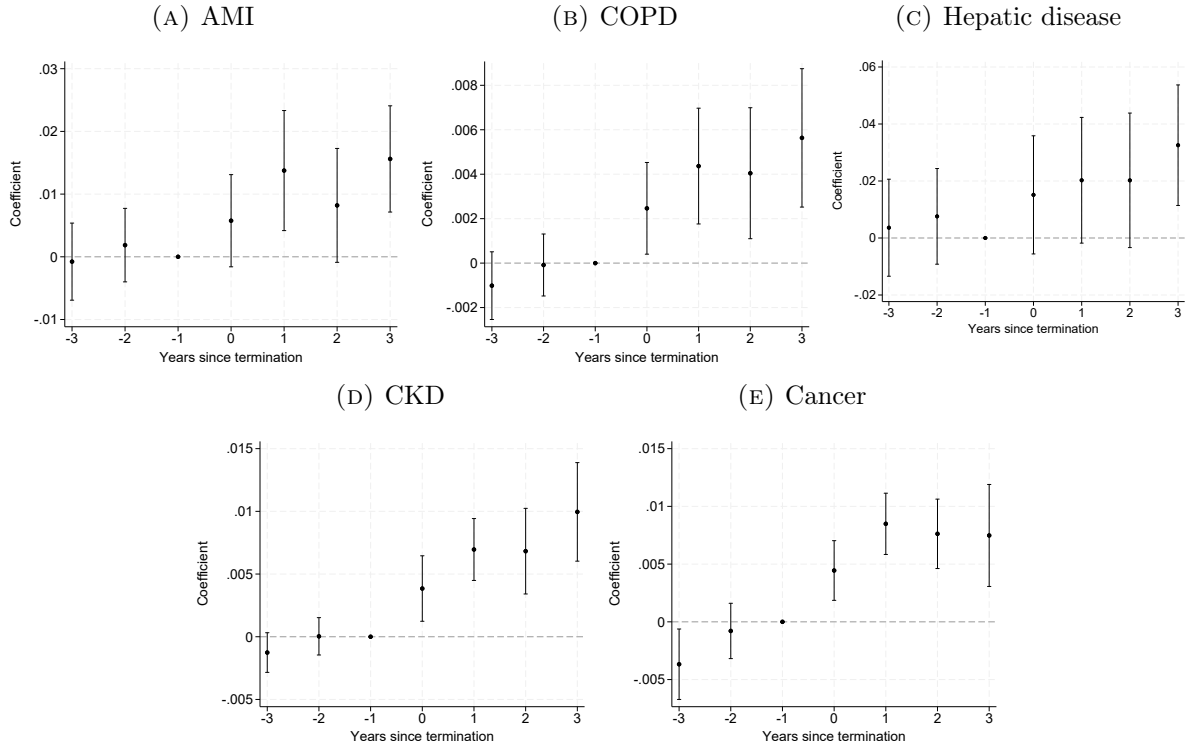 (A) AMI
.03
.02
.01
0
-.01
Coefficient
-3 -2 -1 0 1 2 3
Years since termination
(B) COPD
.008
.006
.004
.002
0
-.002
Coefficient
-3 -2 -1 0 1 2 3
Years since termination
(C) Hepatic disease
.06
.04
.02
0
-.02
Coefficient
-3 -2 -1 0 1 2 3
Years since termination
(D) CKD
.015
.01
.005
0
-.005
Coefficient
-3 -2 -1 0 1 2 3
Years since termination
(E) Cancer
.015
.01
.005
0
-.005
Coefficient
-3 -2 -1 0 1 2 3
Years since termination